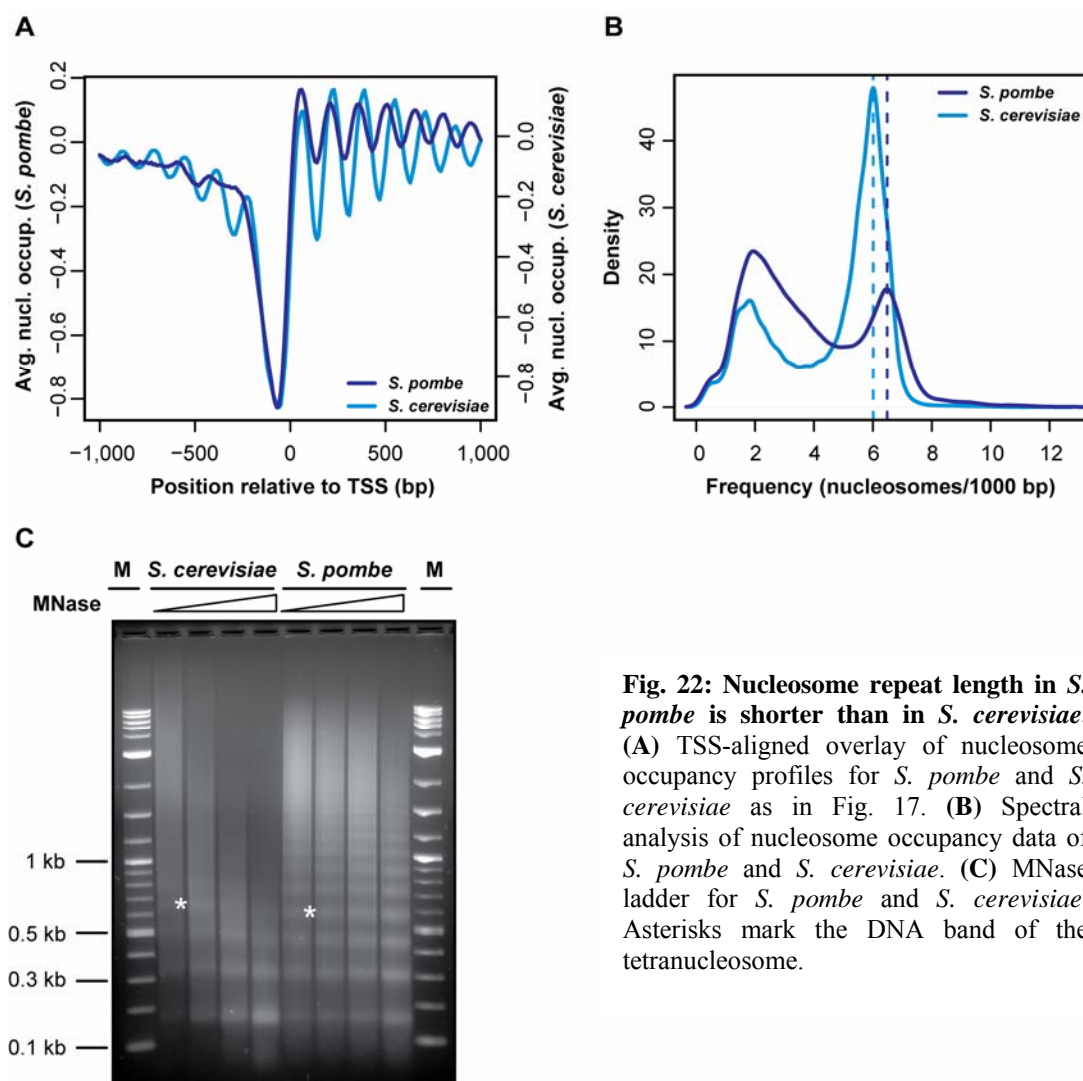 A
Avg. nucl. occup. (S. pombe)
0.2
0.0
−0.2
−0.4
−0.6
−0.8
0.0
−0.2
−0.4
−0.6
−0.8
Avg. nucl. occup. (S. cerevisiae)
S. pombe
S. cerevisiae
−1,000 −500 0 500 1,000
Position relative to TSS (bp)
B
Density
40
30
20
10
0
S. pombe
S. cerevisiae
0 2 4 6 8 10 12
Frequency (nucleosomes/1000 bp)
C
M S. cerevisiae S. pombe M
MNase
1 kb
*
*
0.5 kb
0.3 kb
0.1 kb
Fig. 22: Nucleosome repeat length in S.
pombe is shorter than in S. cerevisiae.
(A) TSS-aligned overlay of nucleosome
occupancy profiles for S. pombe and S.
cerevisiae as in Fig. 17. (B) Spectral
analysis of nucleosome occupancy data of
S. pombe and S. cerevisiae. (C) MNase
ladder for S. pombe and S. cerevisiae.
Asterisks mark the DNA band of the
tetranucleosome.